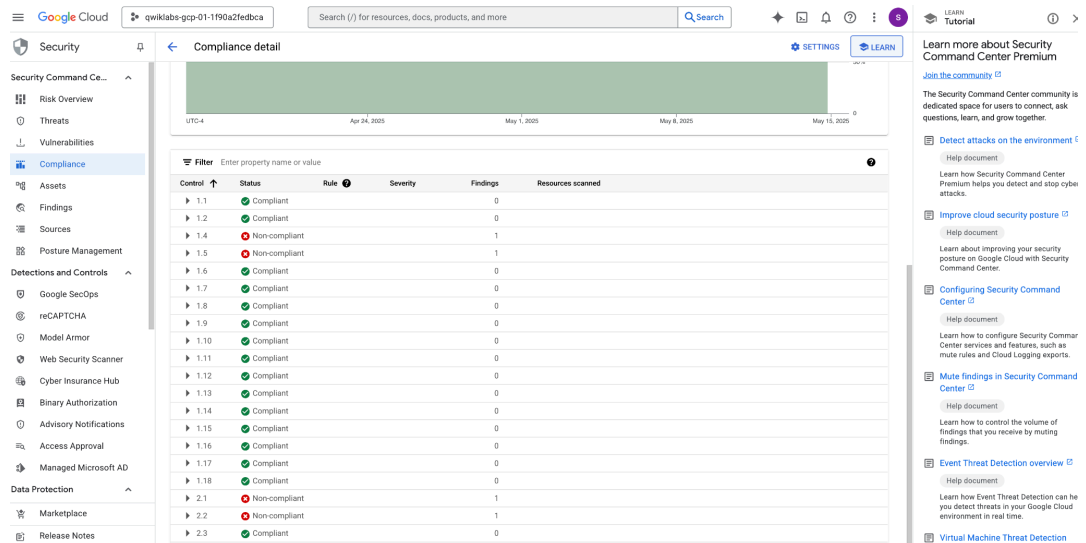 Google Cloud
qwiklabs-gcp-01-1f90a2fedbca
Search (/) for resources, docs, products, and more
Search
S
Security
Security Command Ce...
Risk Overview
Threats
Vulnerabilities
Compliance
Assets
Findings
Sources
Posture Management
Detections and Controls
Google SecOps
reCAPTCHA
Model Armor
Web Security Scanner
Cyber Insurance Hub
Binary Authorization
Advisory Notifications
Access Approval
Managed Microsoft AD
Data Protection
Marketplace
Release Notes
Compliance detail
SETTINGS
LEARN
UTC-4 Apr 24, 2025 May 1, 2025 May 8, 2025 May 15, 2025 0
Filter Enter property name or value
Control Status Rule Severity Findings Resources scanned
1.1 Compliant 0
1.2 Compliant 0
1.4 Non-compliant 1
1.5 Non-compliant 1
1.6 Compliant 0
1.7 Compliant 0
1.8 Compliant 0
1.9 Compliant 0
1.10 Compliant 0
1.11 Compliant 0
1.12 Compliant 0
1.13 Compliant 0
1.14 Compliant 0
1.15 Compliant 0
1.16 Compliant 0
1.17 Compliant 0
1.18 Compliant 0
2.1 Non-compliant 1
2.2 Non-compliant 1
2.3 Compliant 0
LEARN
Tutorial
Learn more about Security
Command Center Premium
Join the community
The Security Command Center community is
dedicated space for users to connect, ask
questions, learn, and grow together.
Detect attacks on the environment
Help document
Learn how Security Command Center
Premium helps you detect and stop cyber
attacks.
Improve cloud security posture
Help document
Learn about improving your security
posture on Google Cloud with Security
Command Center.
Configuring Security Command
Center
Help document
Learn how to configure Security Comman
Center services and features, such as
mute rules and Cloud Logging exports.
Mute findings in Security Command
Center
Help document
Learn how to control the volume of
findings that you receive by muting
findings.
Event Threat Detection overview
Help document
Learn how Event Threat Detection can he
you detect threats in your Google Cloud
environment in real time.
Virtual Machine Threat Detection